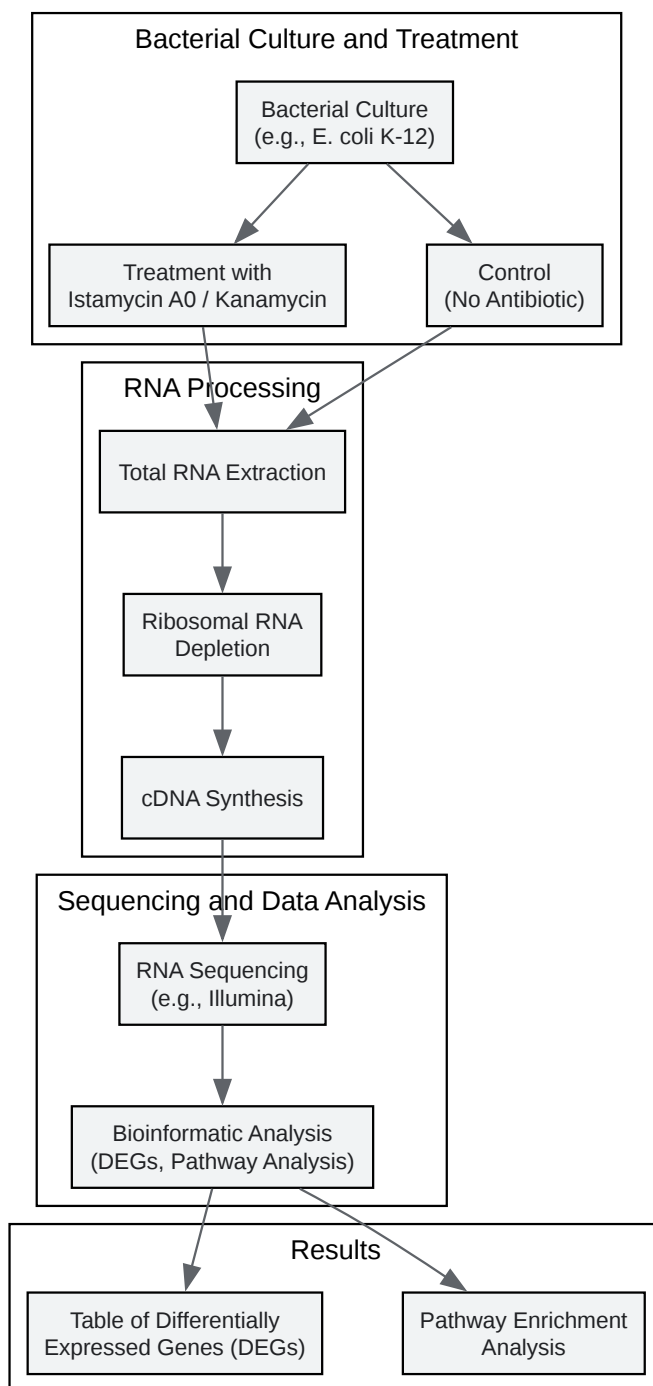 Bacterial Culture and Treatment
Bacterial Culture
(e.g., E. coli K-12)
Treatment with
Istamycin A0 / Kanamycin
Control
(No Antibiotic)
RNA Processing
Total RNA Extraction
Ribosomal RNA
Depletion
cDNA Synthesis
Sequencing and Data Analysis
RNA Sequencing
(e.g., Illumina)
Bioinformatic Analysis
(DEGs, Pathway Analysis)
Results
Table of Differentially
Expressed Genes (DEGs)
Pathway Enrichment
Analysis